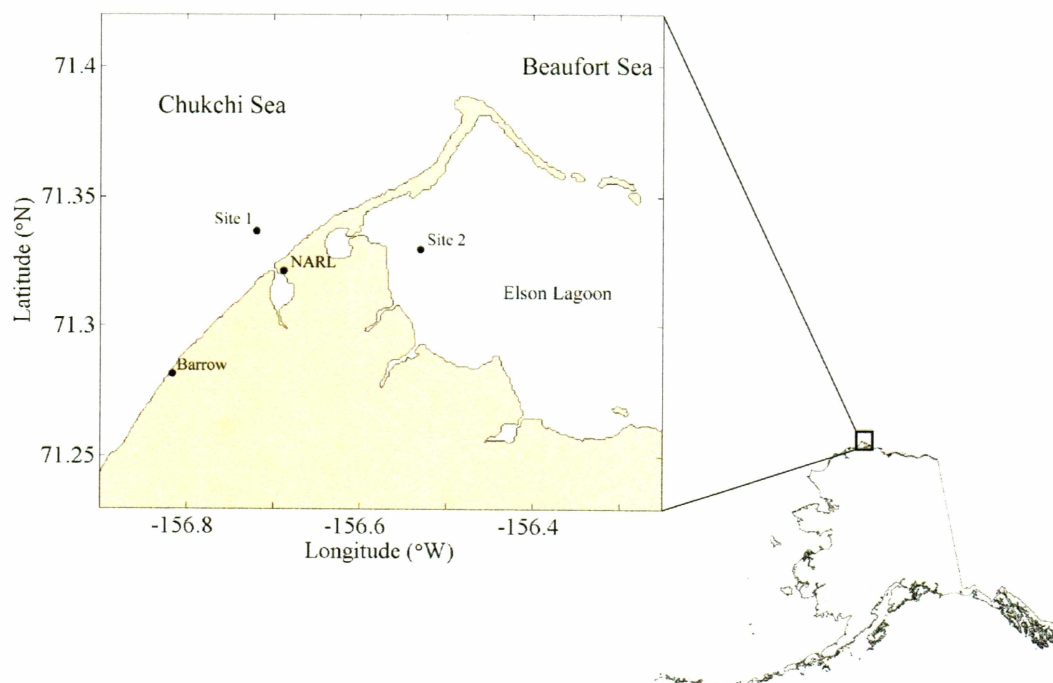 71.4
Beaufort Sea
Chukchi Sea
71.35
Site 1
Site 2
NARL
Latitude (°N)
Elson Lagoon
71.3
Barrow
71.25
-156.8
-156.6
-156.4
Longitude (°W)